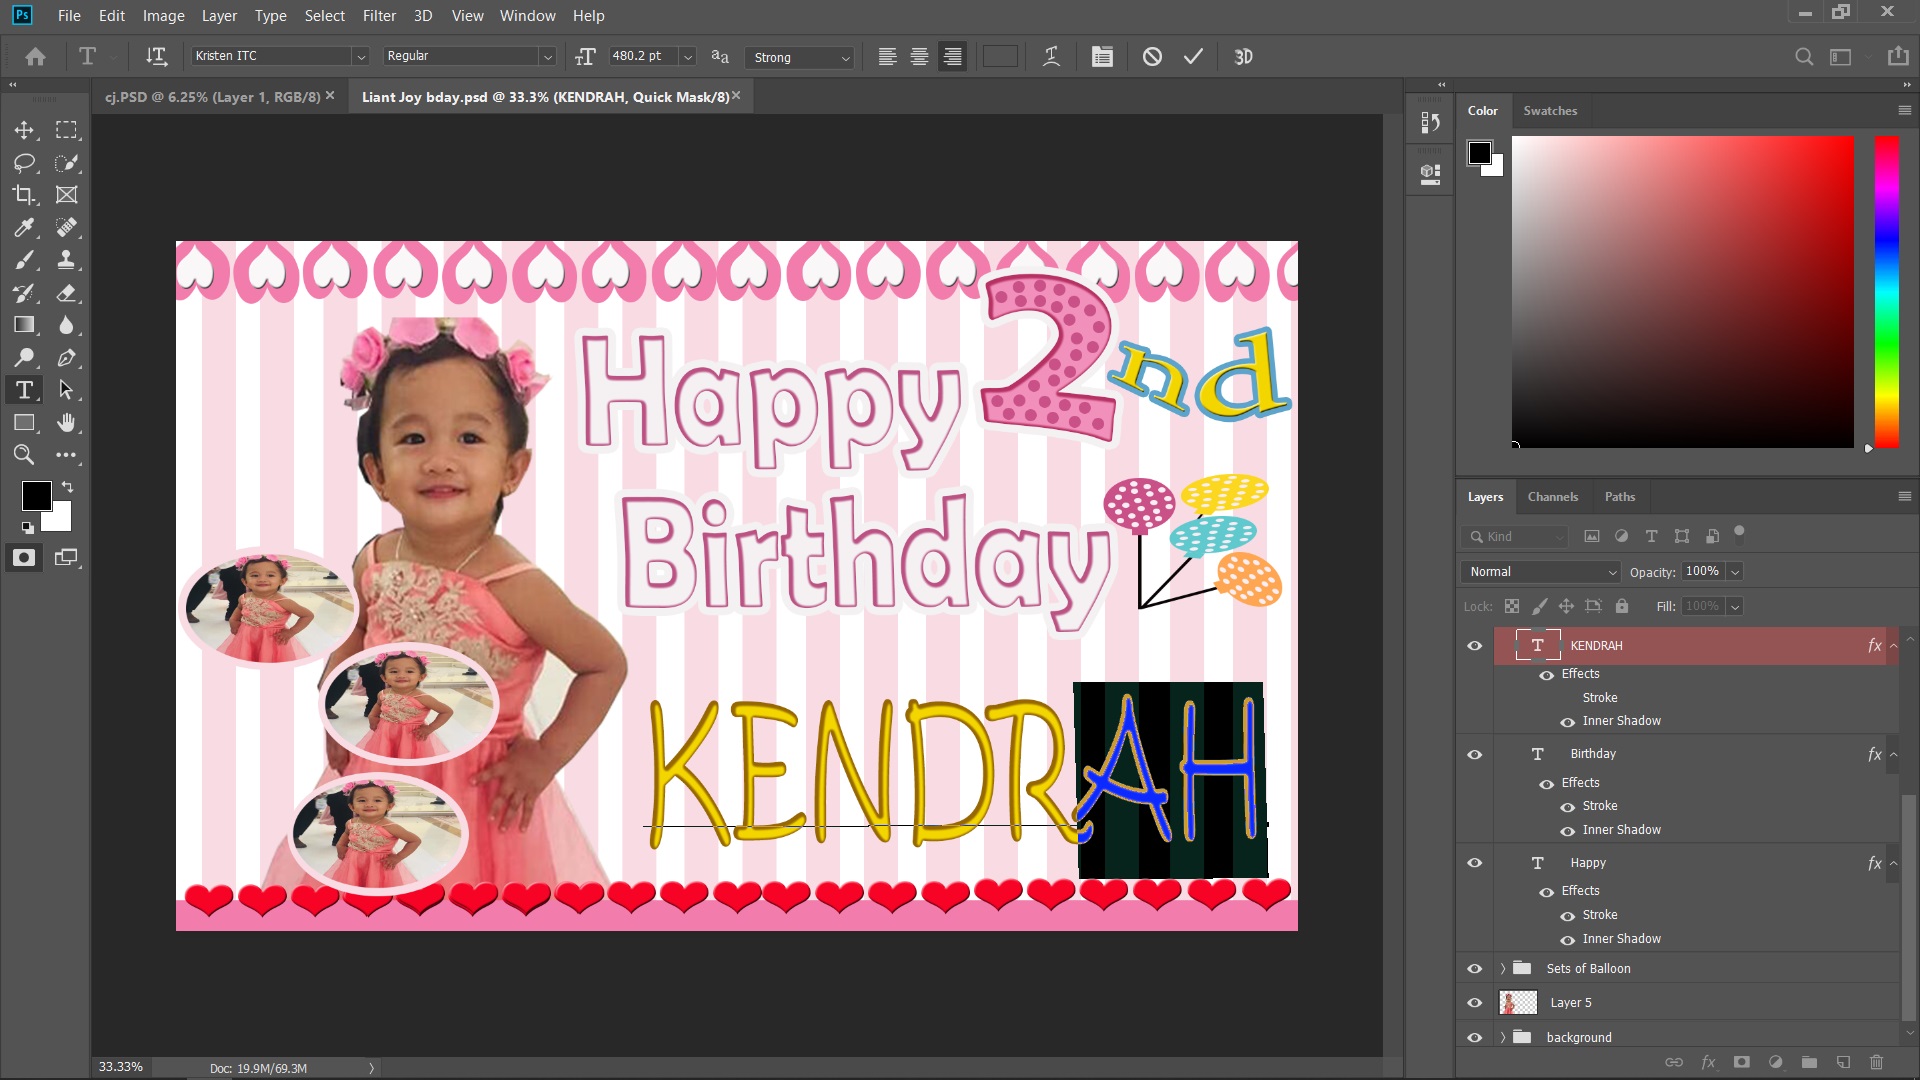 Ps File Edit Image Layer Type Select Filter 3D View Window Help
T Kristen ITC Regular 480.2 pt aa Strong 3D
cj.PSD @ 6.25% (Layer 1, RGB/8) × Liant Joy bday.psd @ 33.3% (KENDRAH, Quick Mask/8) ×
Color Swatches
Happy 2nd
Birthday
KENDRAH
Layers Channels Paths
Kind
Normal Opacity: 100%
Lock: Fill: 100%
KENDRAH fx
Effects
Stroke
Inner Shadow
Birthday fx
Effects
Stroke
Inner Shadow
Happy fx
Effects
Stroke
Inner Shadow
Sets of Balloon
Layer 5
background
fx
33.33% Doc: 19.9M/69.3M